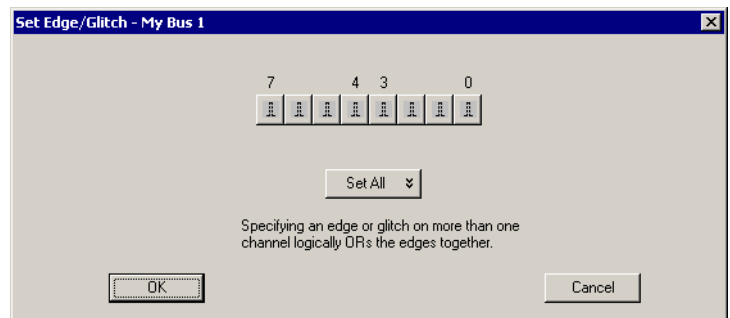 Set Edge/Glitch - My Bus 1
7 4 3 0
Set All
Specifying an edge or glitch on more than one
channel logically ORs the edges together.
OK Cancel